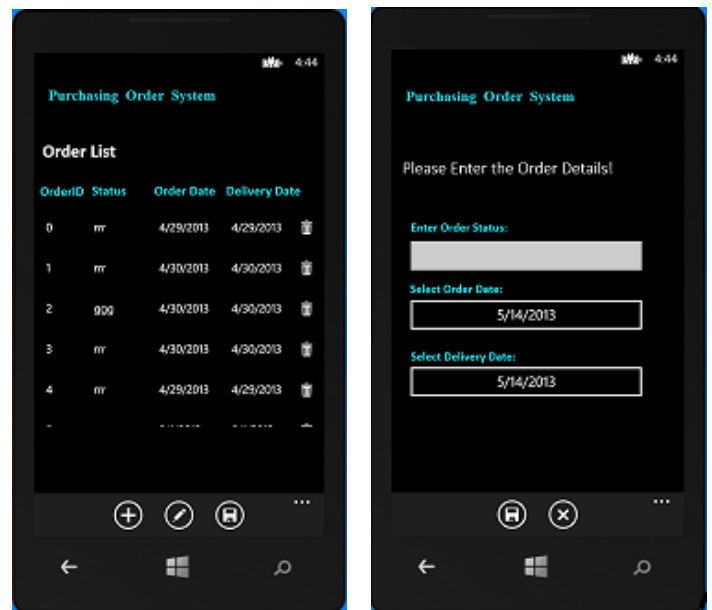 4:44
Purchasing Order System
Order List
OrderID Status Order Date Delivery Date
0 rrr 4/29/2013 4/29/2013
1 rrr 4/30/2013 4/30/2013
2 ggg 4/30/2013 4/30/2013
3 rrr 4/30/2013 4/30/2013
4 rrr 4/29/2013 4/29/2013
4:44
Purchasing Order System
Please Enter the Order Details!
Enter Order Status:
Select Order Date:
5/14/2013
Select Delivery Date:
5/14/2013